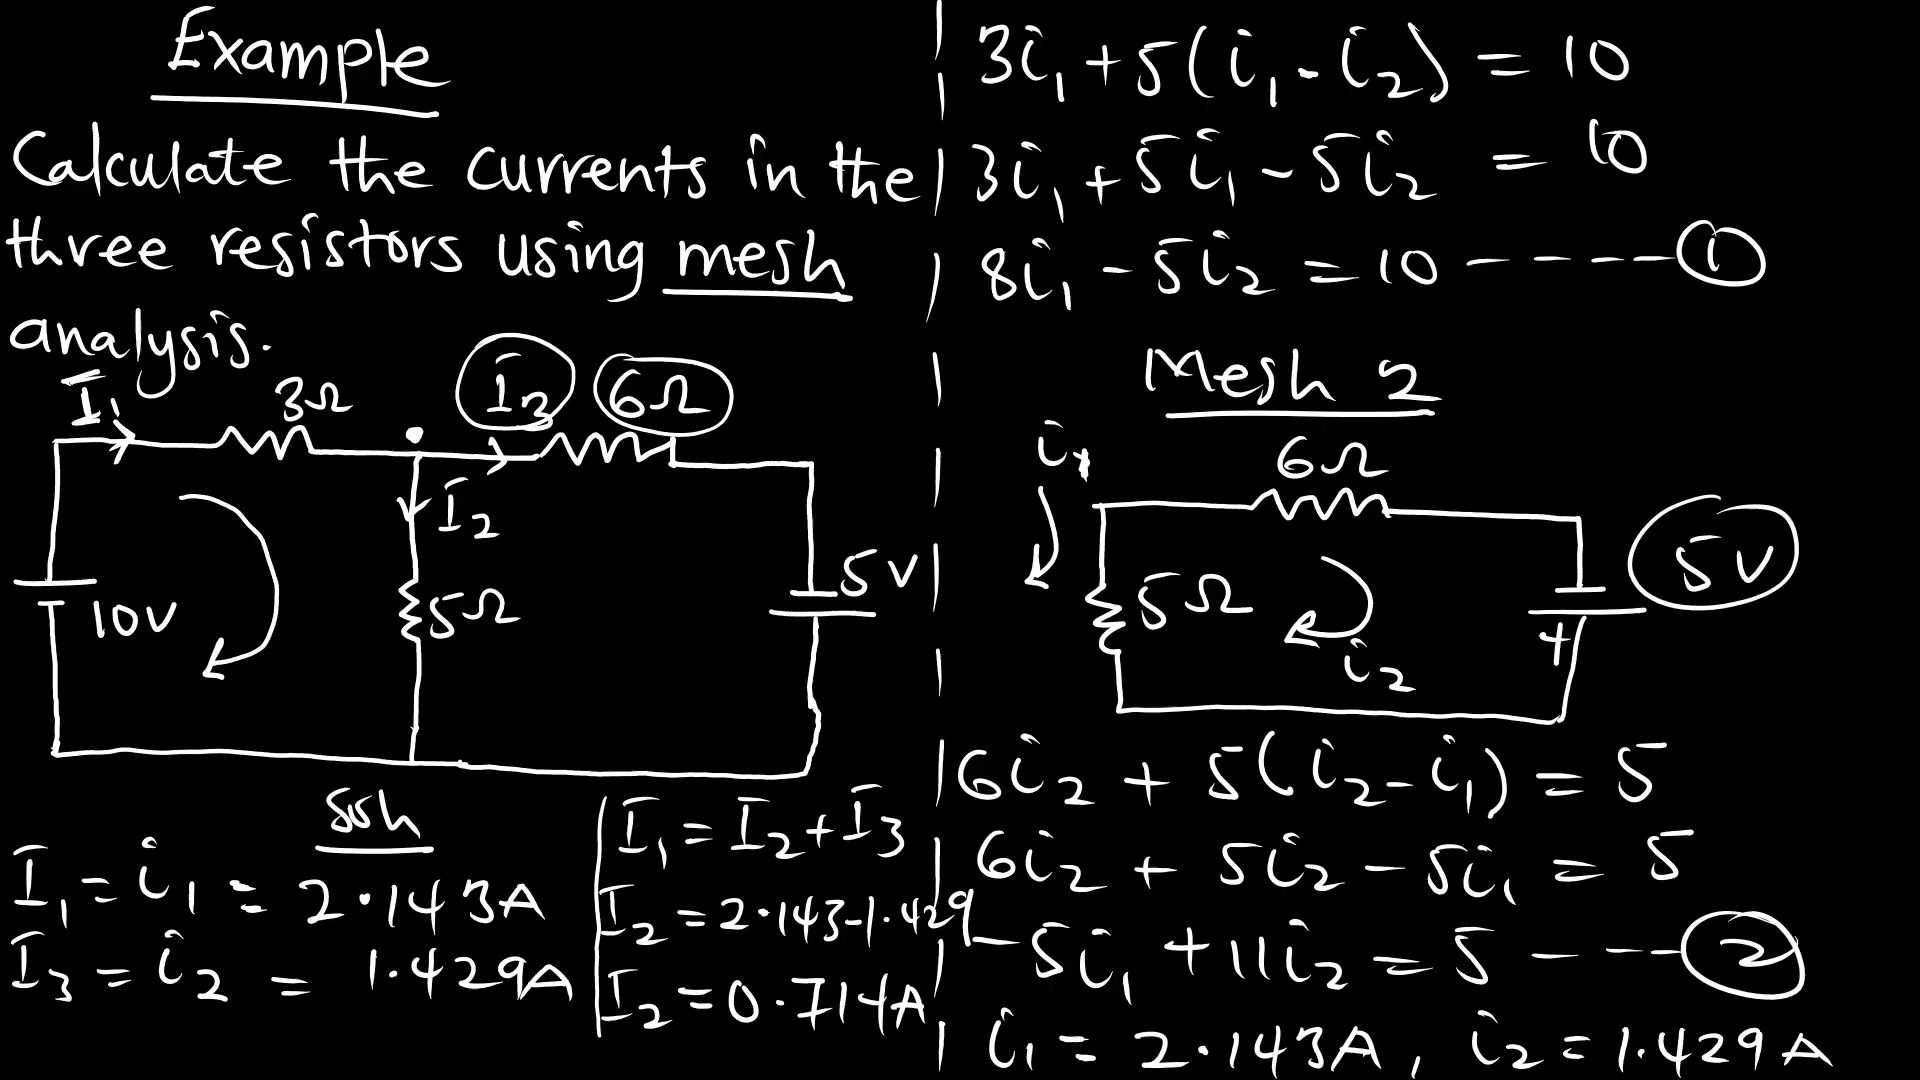 Example
Calculate the currents in the
three resistors using mesh
analysis.
I₁ 3Ω I₃ 6Ω
I₂
10V 5Ω 5V
soln
I₁ = i₁ = 2.143A
I₃ = i₂ = 1.429A
I₁ = I₂ + I₃
I₂ = 2.143-1.429
I₂ = 0.714A
3i₁ + 5(i₁ - i₂) = 10
3i₁ + 5i₁ - 5i₂ = 10
8i₁ - 5i₂ = 10 ----- ①
Mesh 2
i₁ 6Ω
5Ω i₂ 5V
+
6i₂ + 5(i₂ - i₁) = 5
6i₂ + 5i₂ - 5i₁ = 5
-5i₁ + 11i₂ = 5 ---- ②
i₁ = 2.143A, i₂ = 1.429A